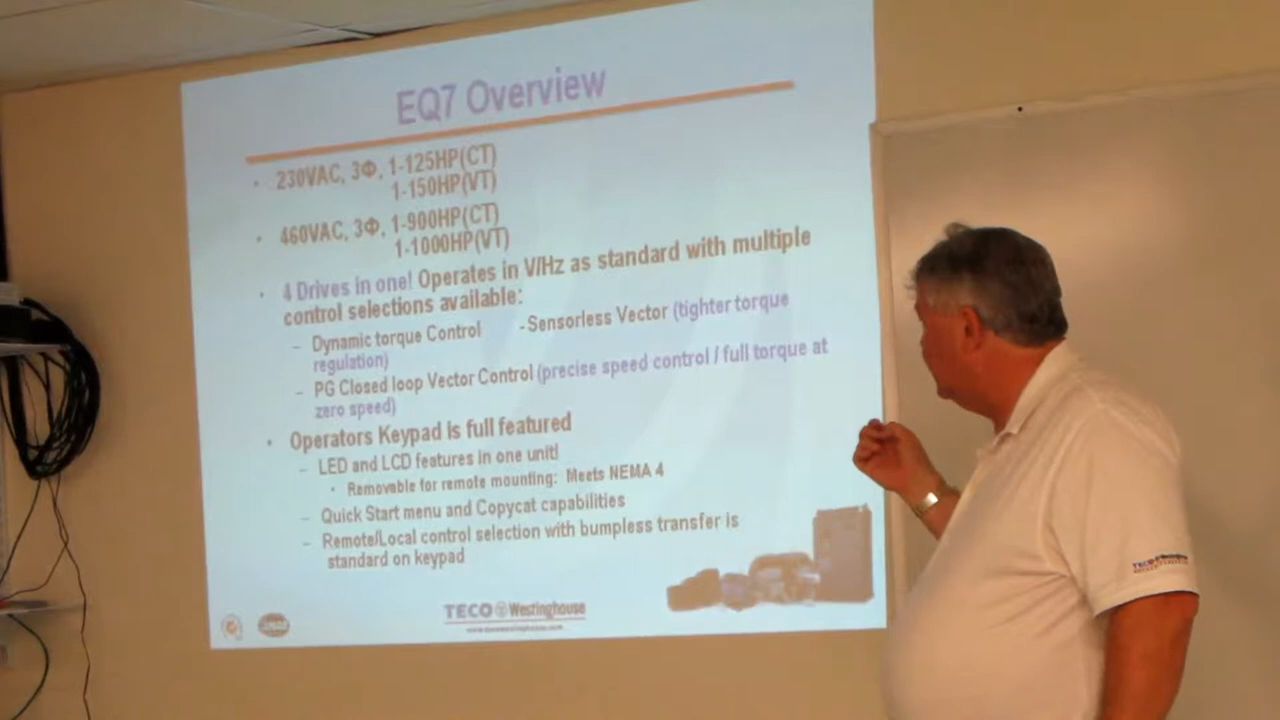 EQ7 Overview
• 230VAC, 3Φ, 1-125HP(CT)
1-150HP(VT)
• 460VAC, 3Φ, 1-900HP(CT)
1-1000HP(VT)
• 4 Drives in one! Operates in V/Hz as standard with multiple
control selections available:
– Dynamic torque Control -Sensorless Vector (tighter torque
regulation)
– PG Closed loop Vector Control (precise speed control / full torque at
zero speed)
• Operators Keypad is full featured
– LED and LCD features in one unit!
• Removable for remote mounting: Meets NEMA 4
– Quick Start menu and Copycat capabilities
– Remote/Local control selection with bumpless transfer is
standard on keypad
TECO Westinghouse
TECO